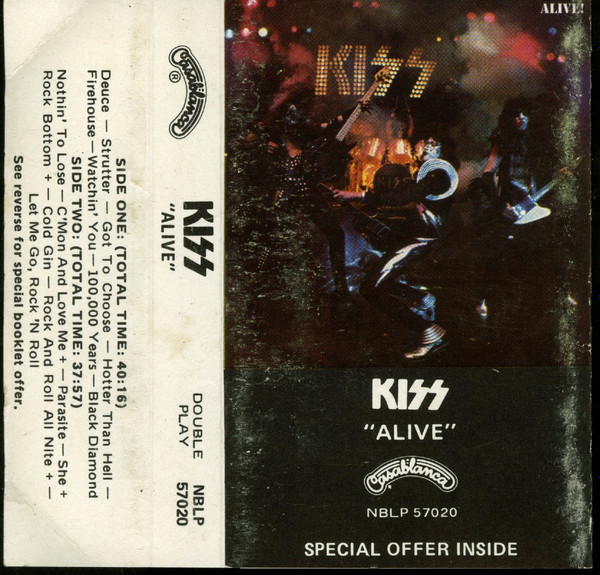 SIDE ONE: (TOTAL TIME: 40:16)
Deuce — Strutter — Got To Choose — Hotter Than Hell —
Firehouse — Watchin' You — 100,000 Years — Black Diamond
SIDE TWO: (TOTAL TIME: 37:57)
Nothin' To Lose — C'Mon And Love Me + — Parasite — She +
Rock Bottom + — Cold Gin — Rock And Roll All Nite + —
Let Me Go, Rock 'N Roll
See reverse for special booklet offer.
Casablanca ®
KISS
"ALIVE"
DOUBLE
PLAY
NBLP
57020
ALIVE!
KISS
KISS
KISS
"ALIVE"
Casablanca
NBLP 57020
SPECIAL OFFER INSIDE